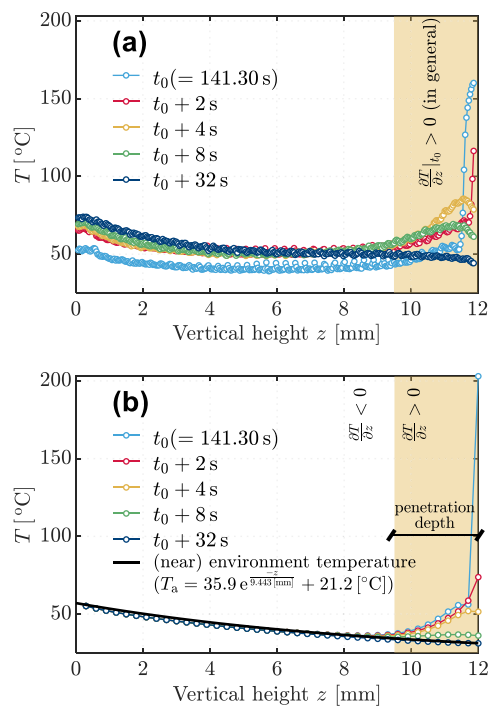 (a)
200
150
100
50
T [°C]
t₀(= 141.30 s)
t₀ + 2 s
t₀ + 4 s
t₀ + 8 s
t₀ + 32 s
∂T/∂z|t₀ > 0 (in general)
0 2 4 6 8 10 12
Vertical height z [mm]
(b)
200
150
100
50
T [°C]
t₀(= 141.30 s)
t₀ + 2 s
t₀ + 4 s
t₀ + 8 s
t₀ + 32 s
(near) environment temperature
(Tₐ = 35.9 e^(−z/9.443 [mm]) + 21.2 [°C])
∂T/∂z < 0
∂T/∂z > 0
penetration
depth
0 2 4 6 8 10 12
Vertical height z [mm]